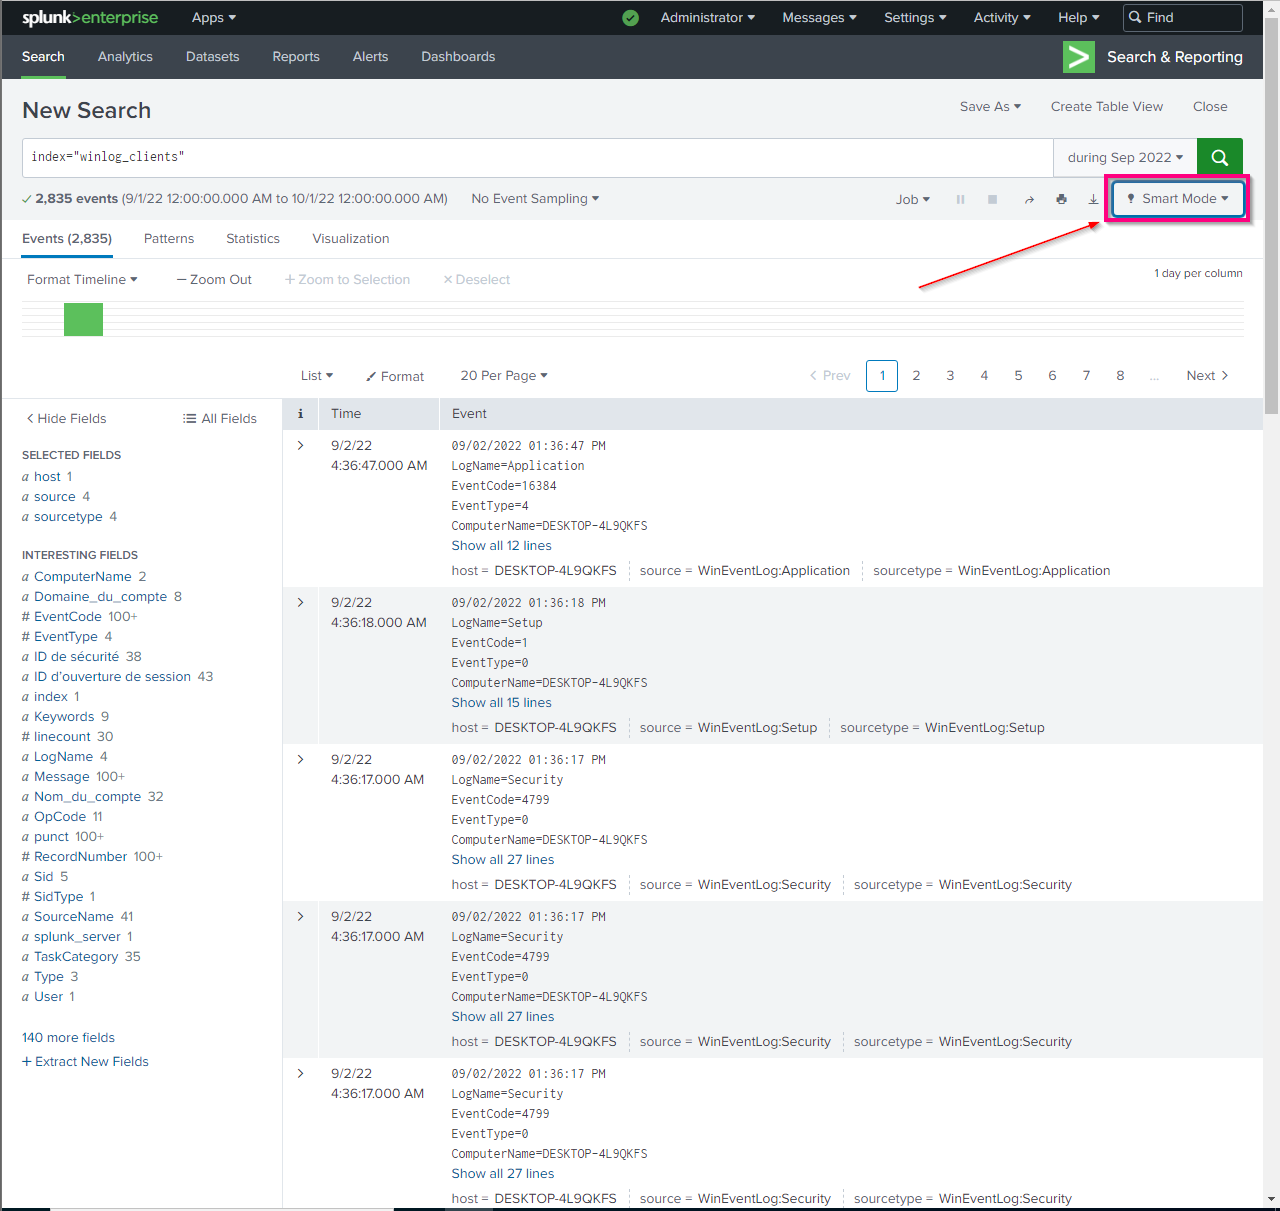 splunk>enterprise Apps Administrator Messages Settings Activity Help Find
Search Analytics Datasets Reports Alerts Dashboards Search & Reporting
New Search Save As Create Table View Close
index="winlog_clients" during Sep 2022
2,835 events (9/1/22 12:00:00.000 AM to 10/1/22 12:00:00.000 AM) No Event Sampling Job Smart Mode
Events (2,835) Patterns Statistics Visualization
Format Timeline — Zoom Out + Zoom to Selection × Deselect 1 day per column
List Format 20 Per Page < Prev 1 2 3 4 5 6 7 8 ... Next >
< Hide Fields All Fields
SELECTED FIELDS
a host 1
a source 4
a sourcetype 4
INTERESTING FIELDS
a ComputerName 2
a Domaine_du_compte 8
# EventCode 100+
# EventType 4
a ID de sécurité 38
a ID d'ouverture de session 43
a index 1
a Keywords 9
# linecount 30
a LogName 4
a Message 100+
a Nom_du_compte 32
a OpCode 11
a punct 100+
# RecordNumber 100+
a Sid 5
# SidType 1
a SourceName 41
a splunk_server 1
a TaskCategory 35
a Type 3
a User 1
140 more fields
+ Extract New Fields
i Time Event
> 9/2/22 09/02/2022 01:36:47 PM
4:36:47.000 AM LogName=Application
EventCode=16384
EventType=4
ComputerName=DESKTOP-4L9QKFS
Show all 12 lines
host = DESKTOP-4L9QKFS source = WinEventLog:Application sourcetype = WinEventLog:Application
> 9/2/22 09/02/2022 01:36:18 PM
4:36:18.000 AM LogName=Setup
EventCode=1
EventType=0
ComputerName=DESKTOP-4L9QKFS
Show all 15 lines
host = DESKTOP-4L9QKFS source = WinEventLog:Setup sourcetype = WinEventLog:Setup
> 9/2/22 09/02/2022 01:36:17 PM
4:36:17.000 AM LogName=Security
EventCode=4799
EventType=0
ComputerName=DESKTOP-4L9QKFS
Show all 27 lines
host = DESKTOP-4L9QKFS source = WinEventLog:Security sourcetype = WinEventLog:Security
> 9/2/22 09/02/2022 01:36:17 PM
4:36:17.000 AM LogName=Security
EventCode=4799
EventType=0
ComputerName=DESKTOP-4L9QKFS
Show all 27 lines
host = DESKTOP-4L9QKFS source = WinEventLog:Security sourcetype = WinEventLog:Security
> 9/2/22 09/02/2022 01:36:17 PM
4:36:17.000 AM LogName=Security
EventCode=4799
EventType=0
ComputerName=DESKTOP-4L9QKFS
Show all 27 lines
host = DESKTOP-4L9QKFS source = WinEventLog:Security sourcetype = WinEventLog:Security